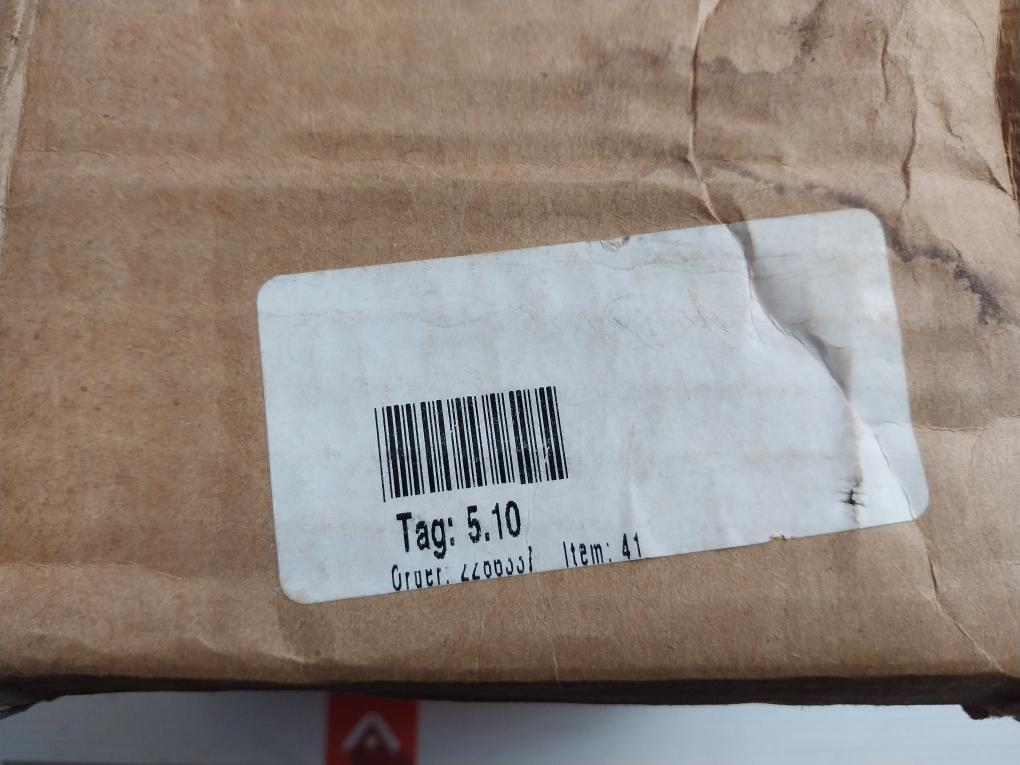 Tag: 5.10
Order: Item: 41